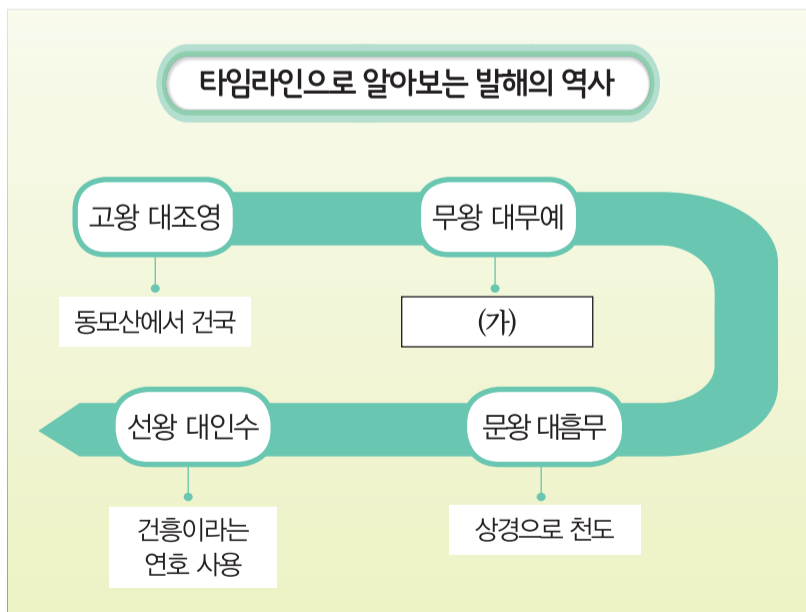 타임라인으로 알아보는 발해의 역사
고왕 대조영
무왕 대무예
동모산에서 건국
(가)
선왕 대인수
문왕 대흠무
건흥이라는
연호 사용
상경으로 천도